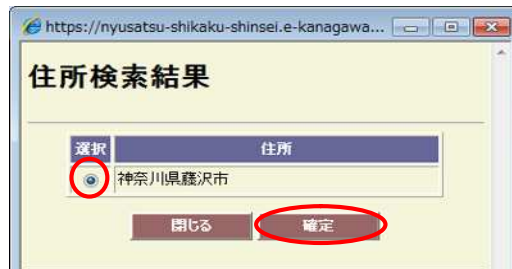 https://nyusatsu-shikaku-shinsei.e-kanagawa...
住所検索結果
選択 住所
神奈川県藤沢市
閉じる 確定